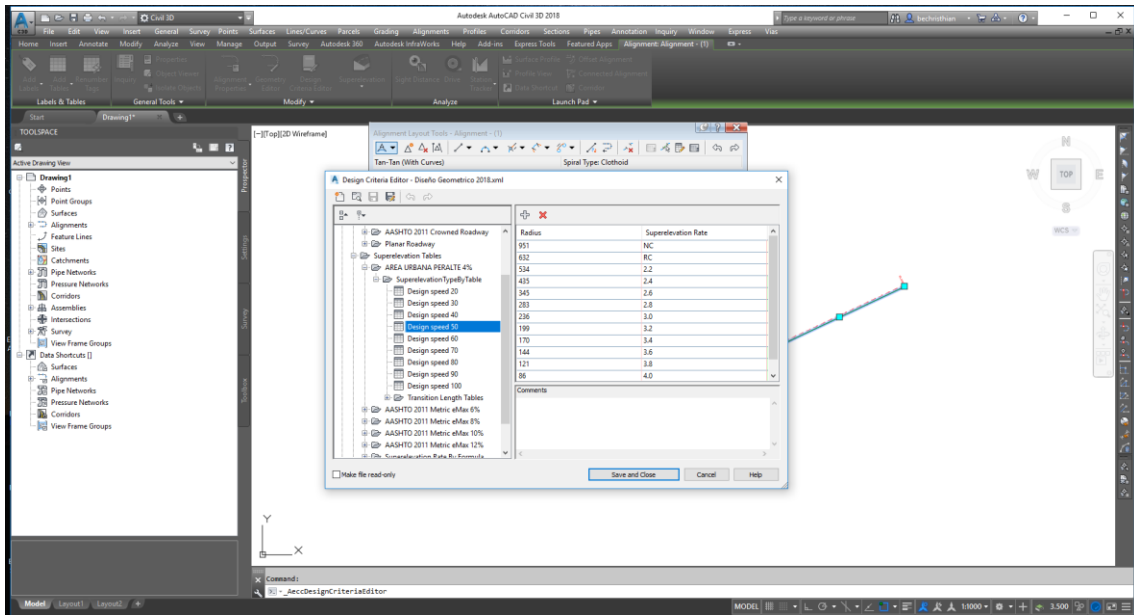 Civil 3D
Autodesk AutoCAD Civil 3D 2018
Type a keyword or phrase
bechristhian
File Edit View Insert General Survey Points Surfaces Lines/Curves Parcels Grading Alignments Profiles Corridors Sections Pipes Annotation Inquiry Window Express Vias
Home Insert Annotate Modify Analyze View Manage Output Survey Autodesk 360 Autodesk InfraWorks Help Add-ins Express Tools Featured Apps Alignment: Alignment - (1)
Labels & Tables General Tools Modify Analyze Launch Pad
Start Drawing1*
TOOLSPACE
Active Drawing View
Drawing1
Points
Point Groups
Surfaces
Alignments
Feature Lines
Sites
Catchments
Pipe Networks
Pressure Networks
Corridors
Assemblies
Intersections
Survey
View Frame Groups
Data Shortcuts []
Surfaces
Alignments
Pipe Networks
Pressure Networks
Corridors
View Frame Groups
Prospector
Settings
Survey
Toolbox
[−][Top][2D Wireframe]
Alignment Layout Tools - Alignment - (1)
Tan-Tan (With Curves) Spiral Type: Clothoid
Design Criteria Editor - Diseño Geometrico 2018.xml
AASHTO 2011 Crowned Roadway
Planar Roadway
Superelevation Tables
AREA URBANA PERALTE 4%
SuperelevationTypeByTable
Design speed 20
Design speed 30
Design speed 40
Design speed 50
Design speed 60
Design speed 70
Design speed 80
Design speed 90
Design speed 100
Transition Length Tables
AASHTO 2011 Metric eMax 6%
AASHTO 2011 Metric eMax 8%
AASHTO 2011 Metric eMax 10%
AASHTO 2011 Metric eMax 12%
Superelevation Rate By Formula
Radius Superelevation Rate
951 NC
632 RC
534 2.2
435 2.4
345 2.6
283 2.8
236 3.0
199 3.2
170 3.4
144 3.6
121 3.8
86 4.0
Comments
Make file read-only
Save and Close Cancel Help
N
W TOP E
S
WCS
Y
X
Command:
-_AeccDesignCriteriaEditor
Model Layout1 Layout2 +
MODEL 1:1000 3.500